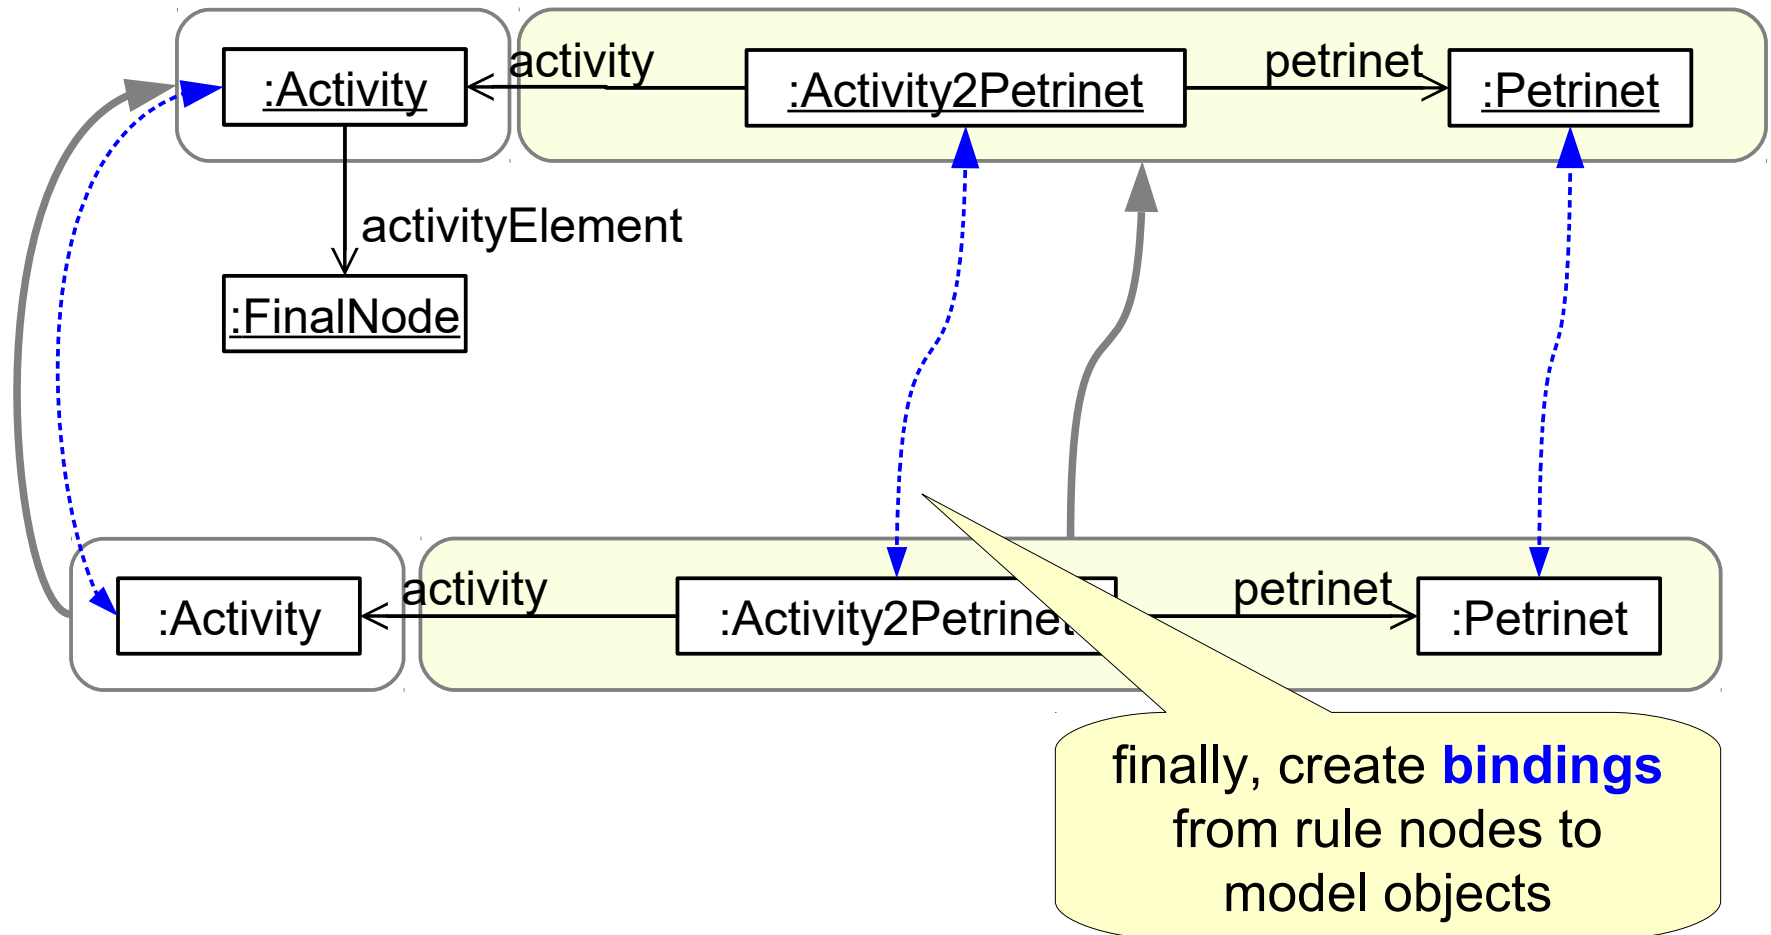 :Activity
activity
:Activity2Petrinet
petrinet
:Petrinet
activityElement
:FinalNode
:Activity
activity
:Activity2Petrinet
petrinet
:Petrinet
finally, create bindings
from rule nodes to
model objects